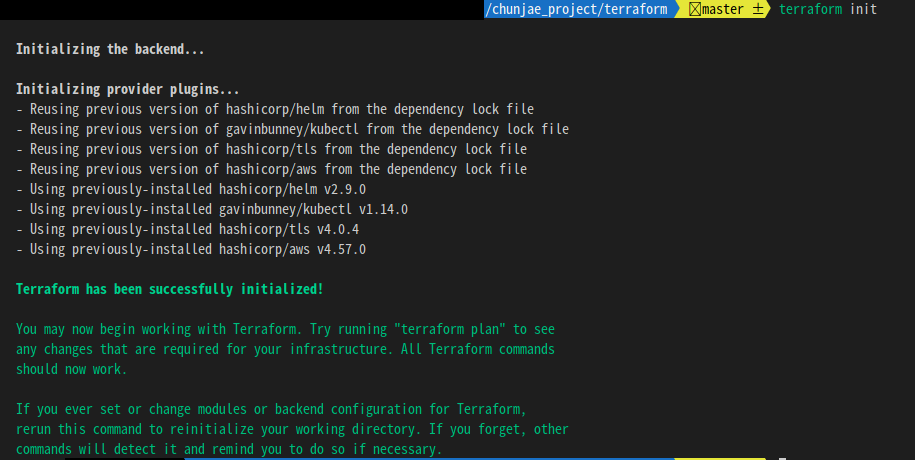 /chunjae_project/terraform master ± terraform init
Initializing the backend...
Initializing provider plugins...
- Reusing previous version of hashicorp/helm from the dependency lock file
- Reusing previous version of gavinbunney/kubectl from the dependency lock file
- Reusing previous version of hashicorp/tls from the dependency lock file
- Reusing previous version of hashicorp/aws from the dependency lock file
- Using previously-installed hashicorp/helm v2.9.0
- Using previously-installed gavinbunney/kubectl v1.14.0
- Using previously-installed hashicorp/tls v4.0.4
- Using previously-installed hashicorp/aws v4.57.0
Terraform has been successfully initialized!
You may now begin working with Terraform. Try running "terraform plan" to see
any changes that are required for your infrastructure. All Terraform commands
should now work.
If you ever set or change modules or backend configuration for Terraform,
rerun this command to reinitialize your working directory. If you forget, other
commands will detect it and remind you to do so if necessary.